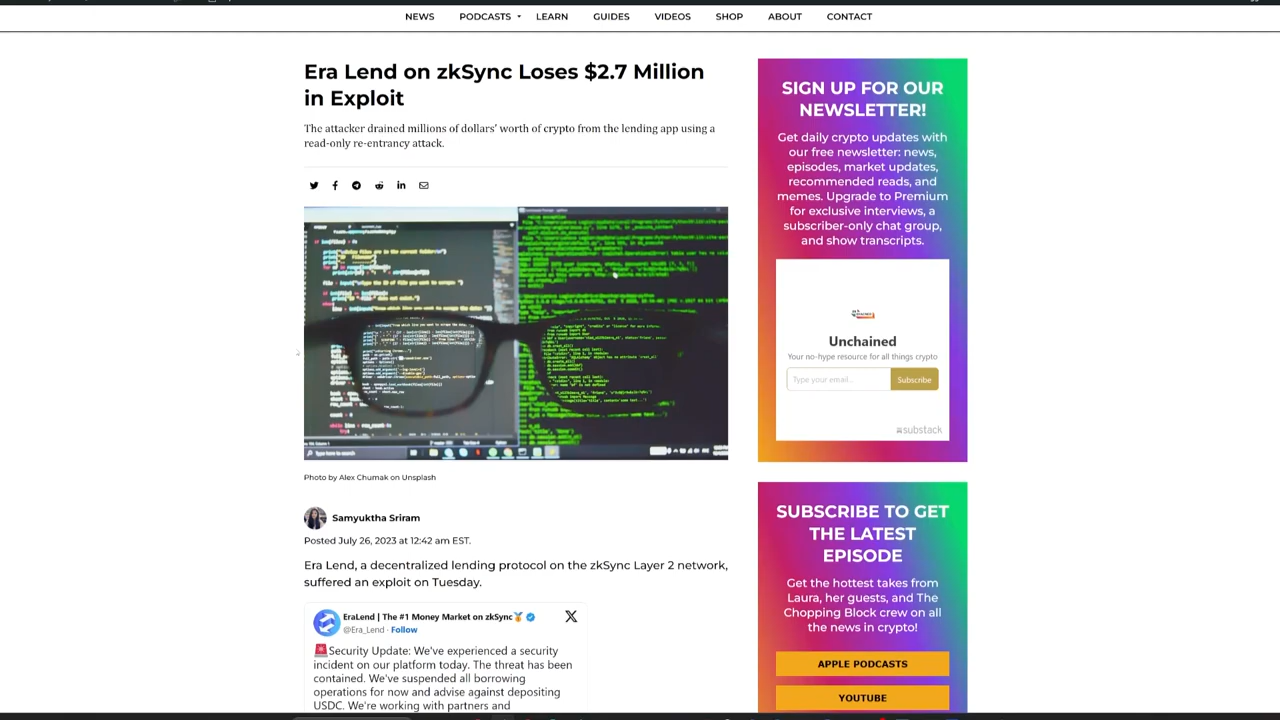 NEWS PODCASTS LEARN GUIDES VIDEOS SHOP ABOUT CONTACT
Era Lend on zkSync Loses $2.7 Million
in Exploit
The attacker drained millions of dollars' worth of crypto from the lending app using a
read-only re-entrancy attack.
Photo by Alex Chumak on Unsplash
Samyuktha Sriram
Posted July 26, 2023 at 12:42 am EST.
Era Lend, a decentralized lending protocol on the zkSync Layer 2 network,
suffered an exploit on Tuesday.
EraLend | The #1 Money Market on zkSync🥇
@Era_Lend · Follow
🚨Security Update: We've experienced a security
incident on our platform today. The threat has been
contained. We've suspended all borrowing
operations for now and advise against depositing
USDC. We're working with partners and
SIGN UP FOR OUR
NEWSLETTER!
Get daily crypto updates with
our free newsletter: news,
episodes, market updates,
recommended reads, and
memes. Upgrade to Premium
for exclusive interviews, a
subscriber-only chat group,
and show transcripts.
Unchained
Your no-hype resource for all things crypto
Type your email...
Subscribe
substack
SUBSCRIBE TO GET
THE LATEST
EPISODE
Get the hottest takes from
Laura, her guests, and The
Chopping Block crew on all
the news in crypto!
APPLE PODCASTS
YOUTUBE